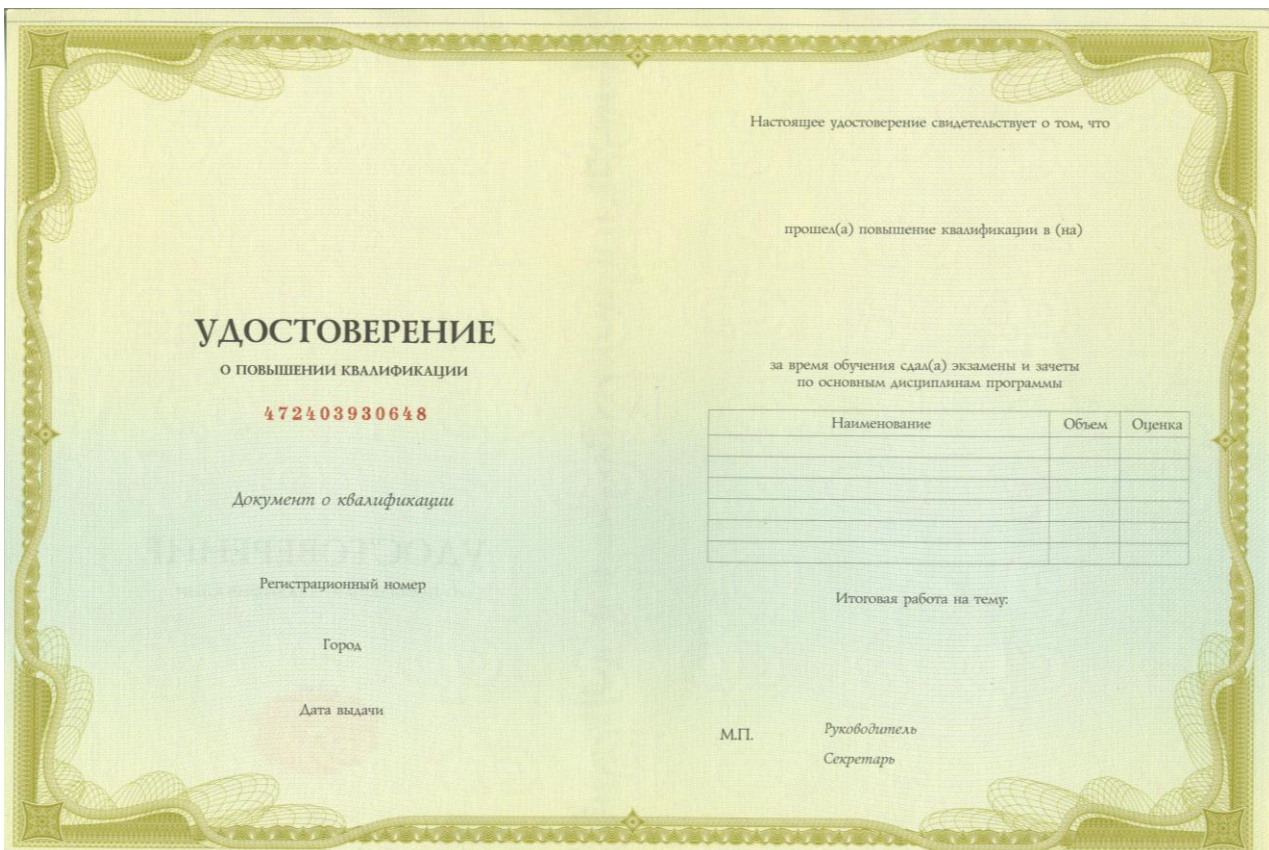 УДОСТОВЕРЕНИЕ
О ПОВЫШЕНИИ КВАЛИФИКАЦИИ
472403930648
Документ о квалификации
Регистрационный номер
Город
Дата выдачи
Настоящее удостоверение свидетельствует о том, что
прошел(а) повышение квалификации в (на)
за время обучения сдал(а) экзамены и зачеты
по основным дисциплинам программы
Наименование Объем Оценка
Итоговая работа на тему:
М.П.
Руководитель
Секретарь